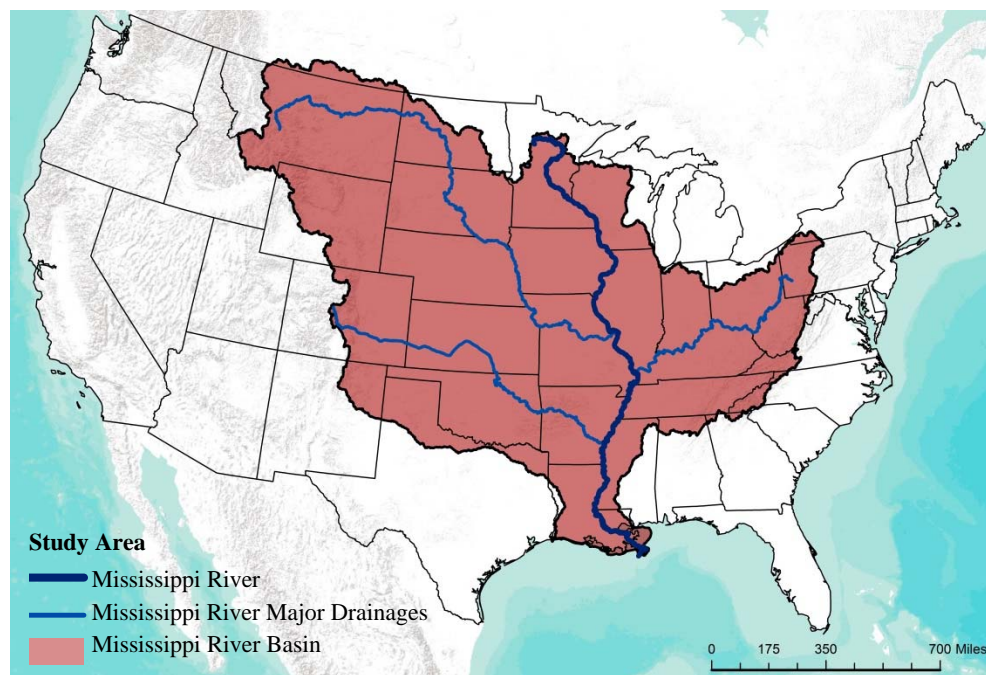 Study Area
Mississippi River
Mississippi River Major Drainages
Mississippi River Basin
0 175 350 700 Miles